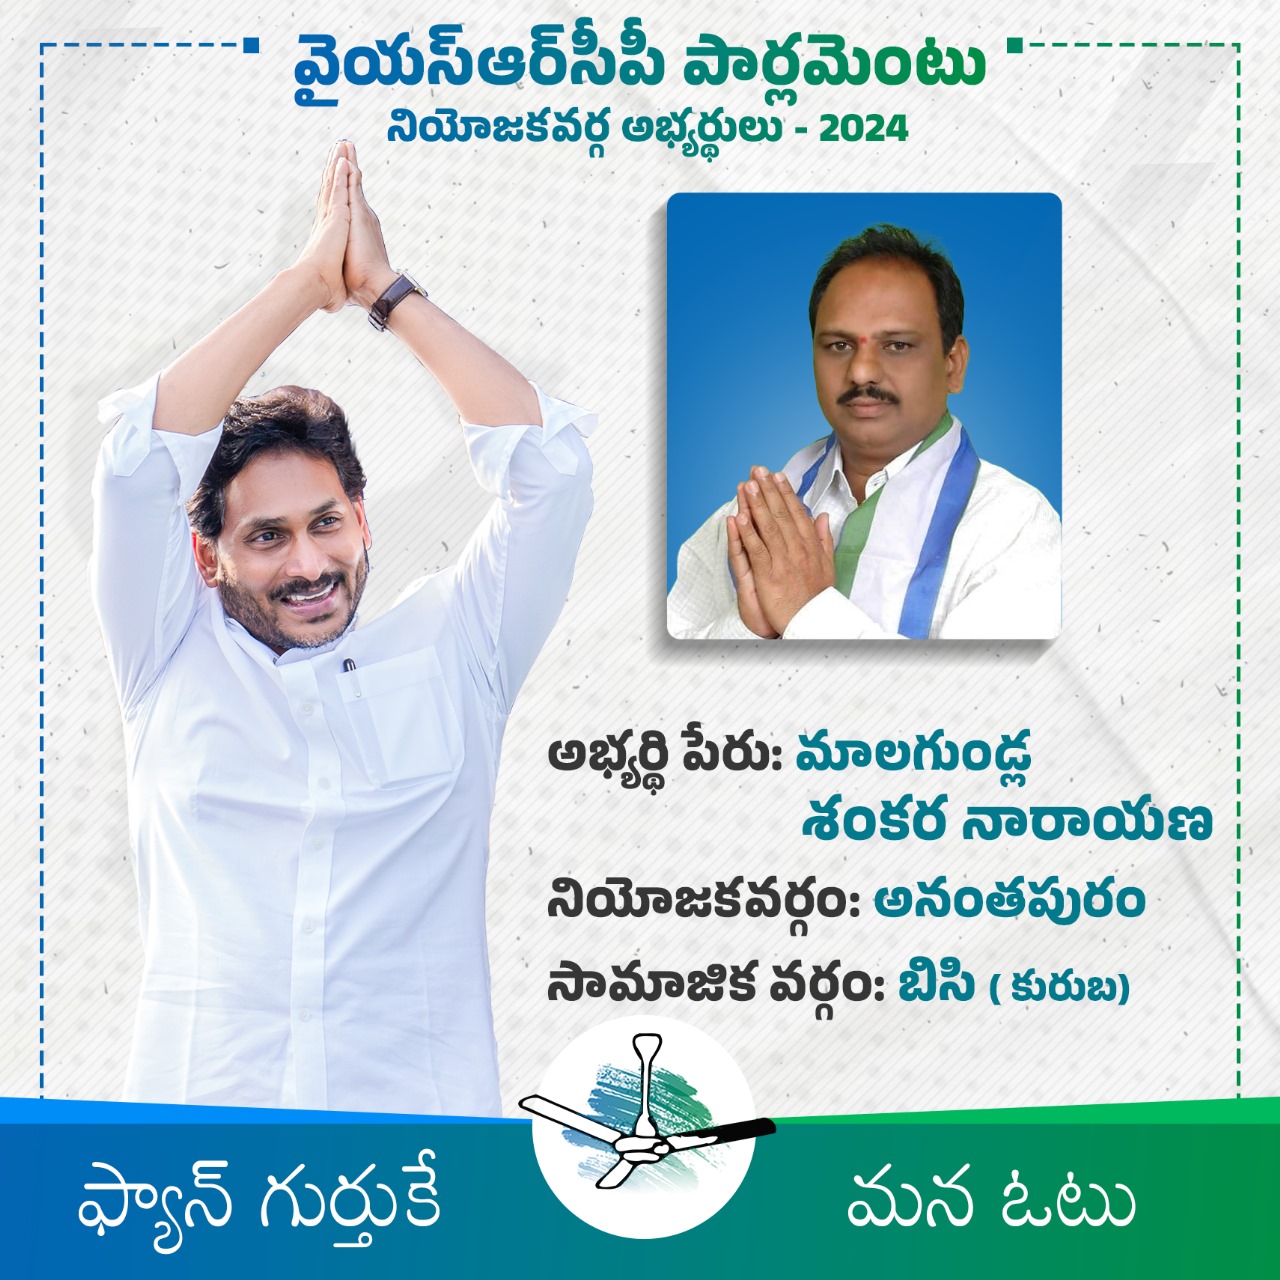 వైయస్ఆర్‌సీపీ పార్లమెంటు
నియోజకవర్గ అభ్యర్థులు - 2024
అభ్యర్థి పేరు: మాలగుండ్ల
శంకర నారాయణ
నియోజకవర్గం: అనంతపురం
సామాజిక వర్గం: బిసి ( కురుబ)
ఫ్యాన్ గుర్తుకే
మన ఓటు